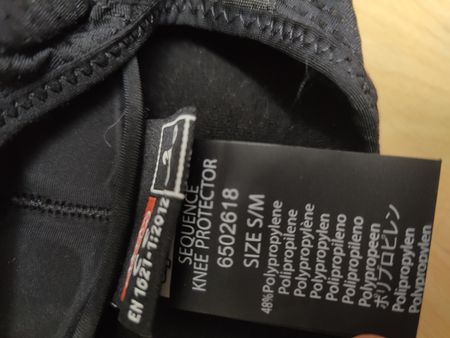 EN 1621-1:2012
2
SEQUENCE
KNEE PROTECTOR
6502618
SIZE S/M
48%Polypropylene
Polipropilene
Polypropylène
Polypropylen
Polipropileno
Polipropileno
Polypropeen
ポリプロピレン
Polipropylen
Polypropylen